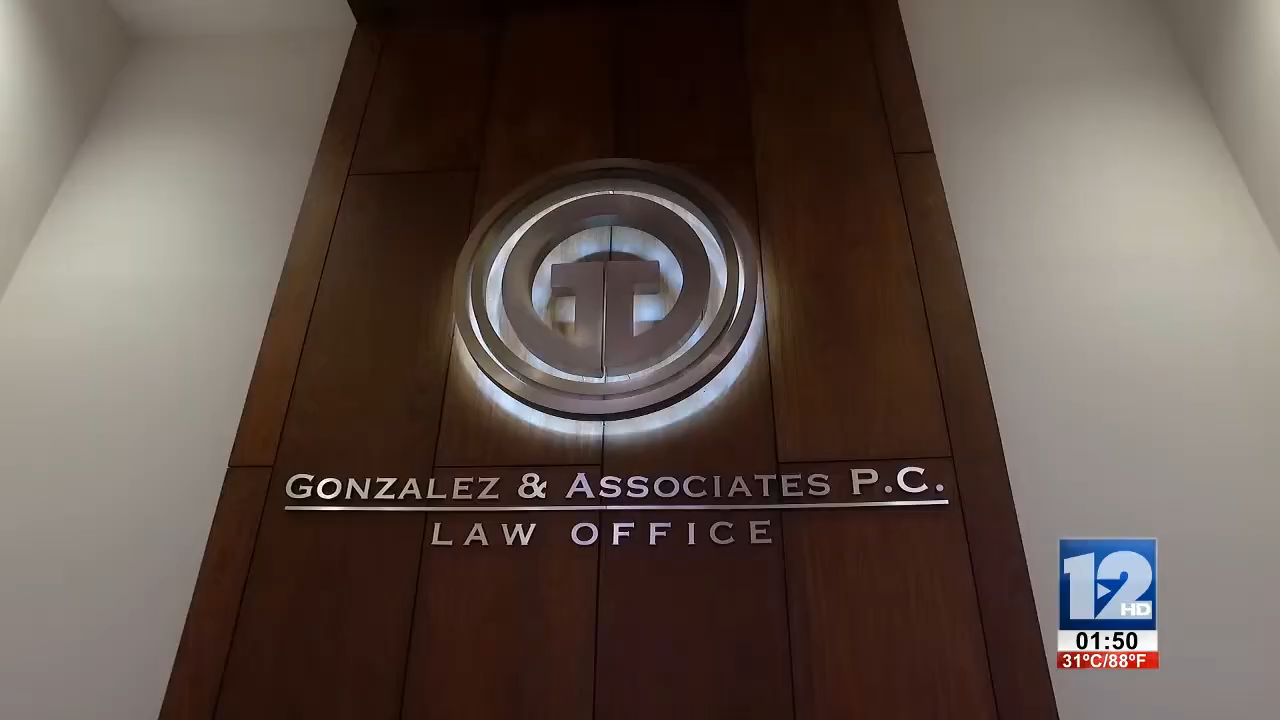 GONZALEZ & ASSOCIATES P.C.
LAW OFFICE
12
HD
01:50
31°C/88°F